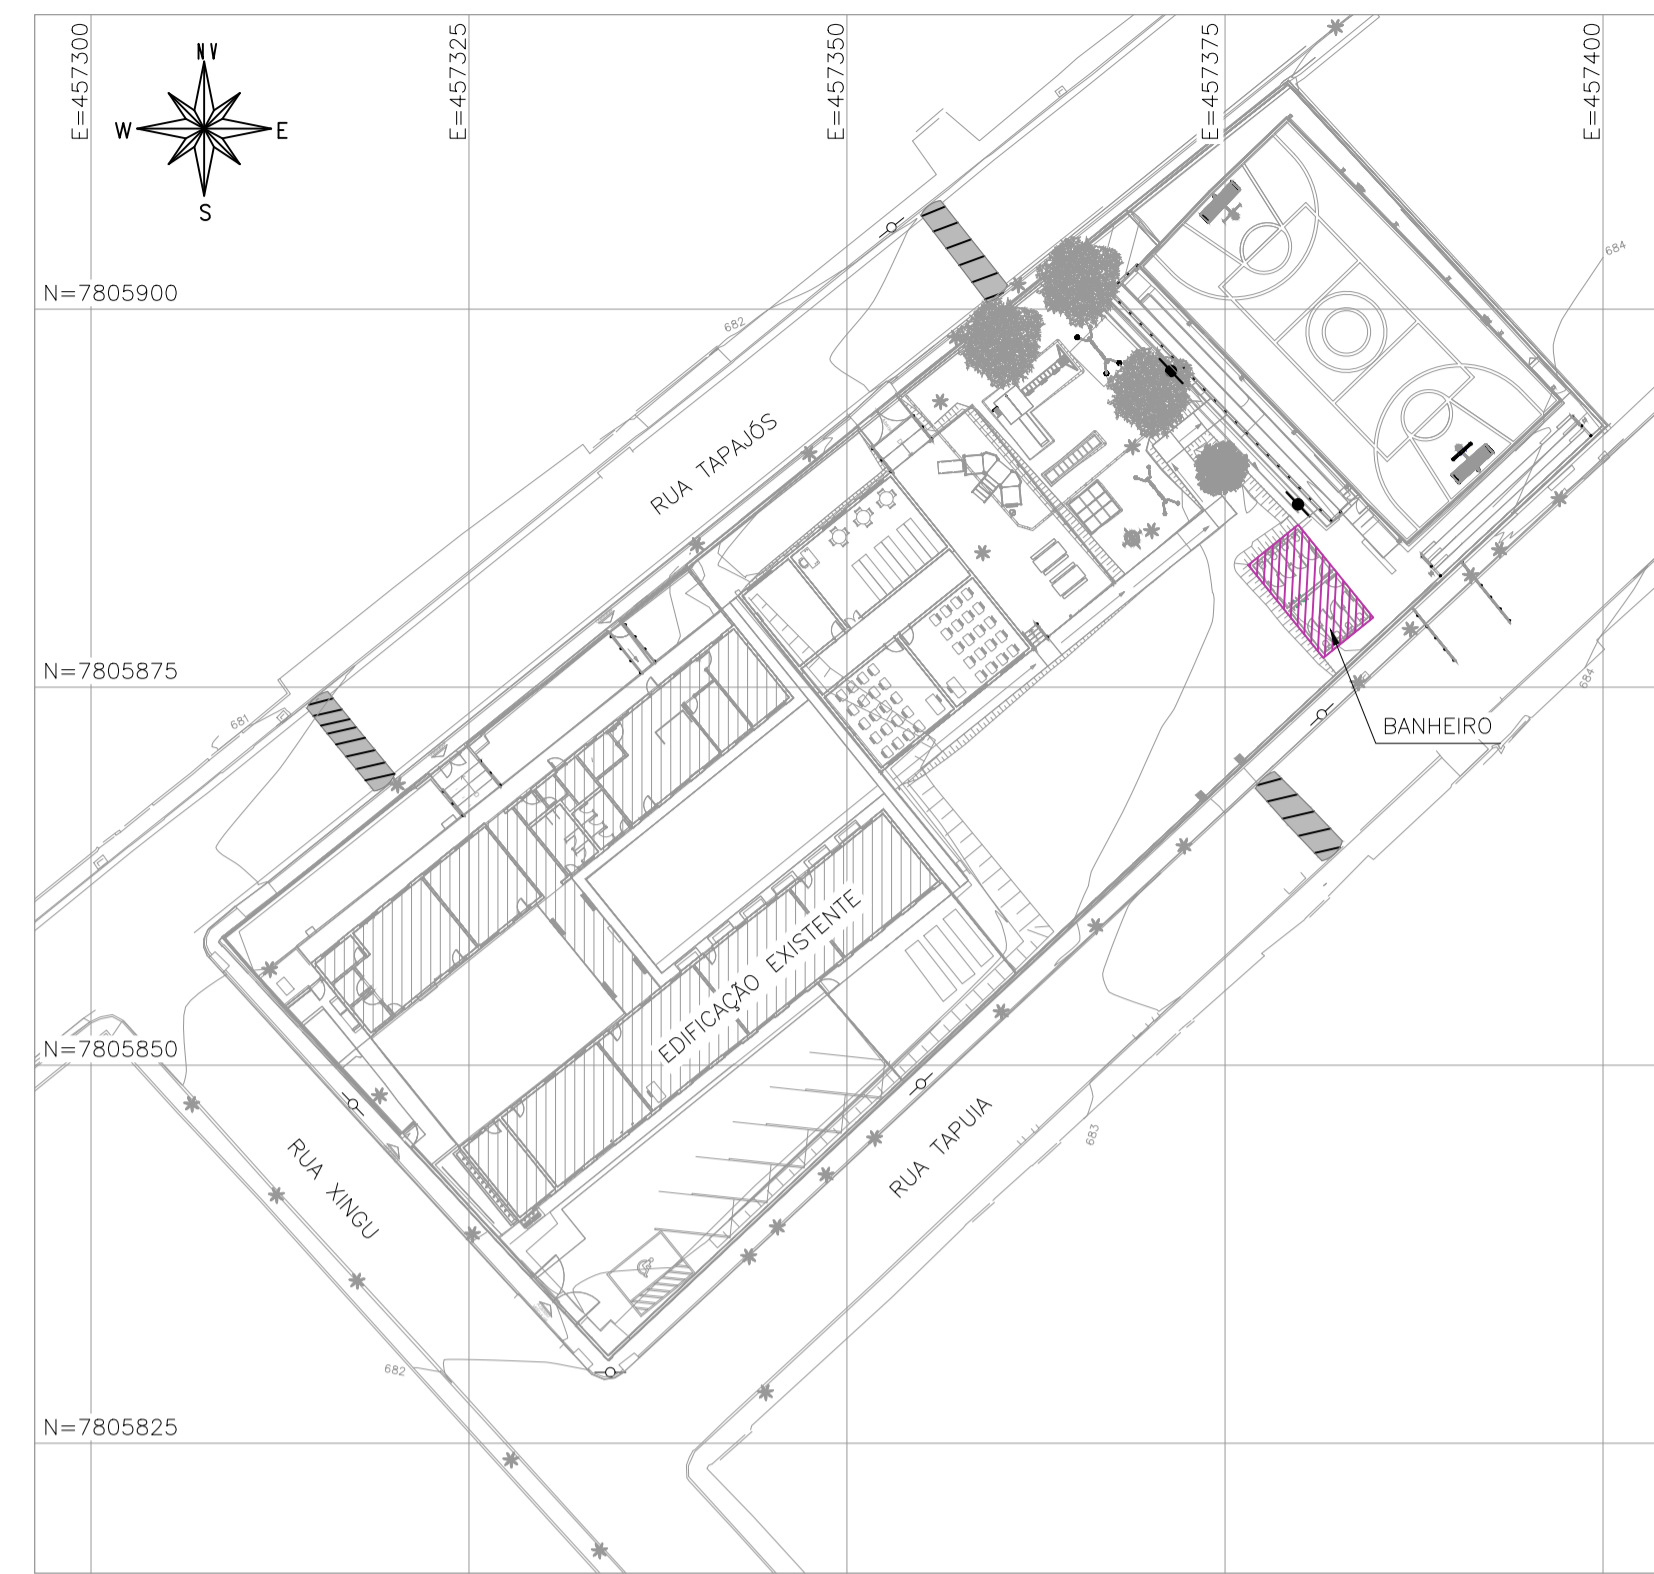 E=457300
E=457325
E=457350
E=457375
E=457400
NV
W
E
S
684
N=7805900
682
RUA TAPAJÓS
N=7805875
684
681
BANHEIRO
EDIFICAÇÃO EXISTENTE
N=7805850
RUA XINGU
RUA TAPUIA
683
682
N=7805825